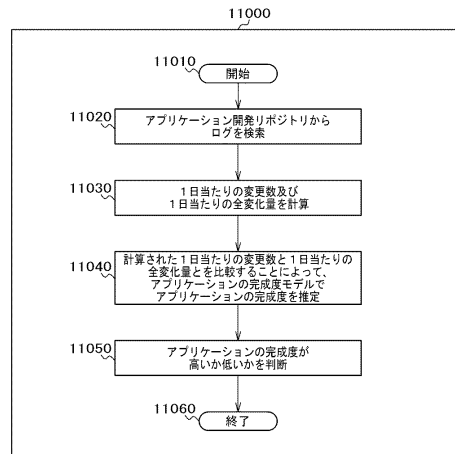 11000
11010
開始
11020
アプリケーション開発リポジトリから
ログを検索
11030
1日当たりの変更数及び
1日当たりの全変化量を計算
11040
計算された1日当たりの変更数と1日当たりの
全変化量とを比較することによって、
アプリケーションの完成度モデルで
アプリケーションの完成度を推定
11050
アプリケーションの完成度が
高いか低いかを判断
11060
終了